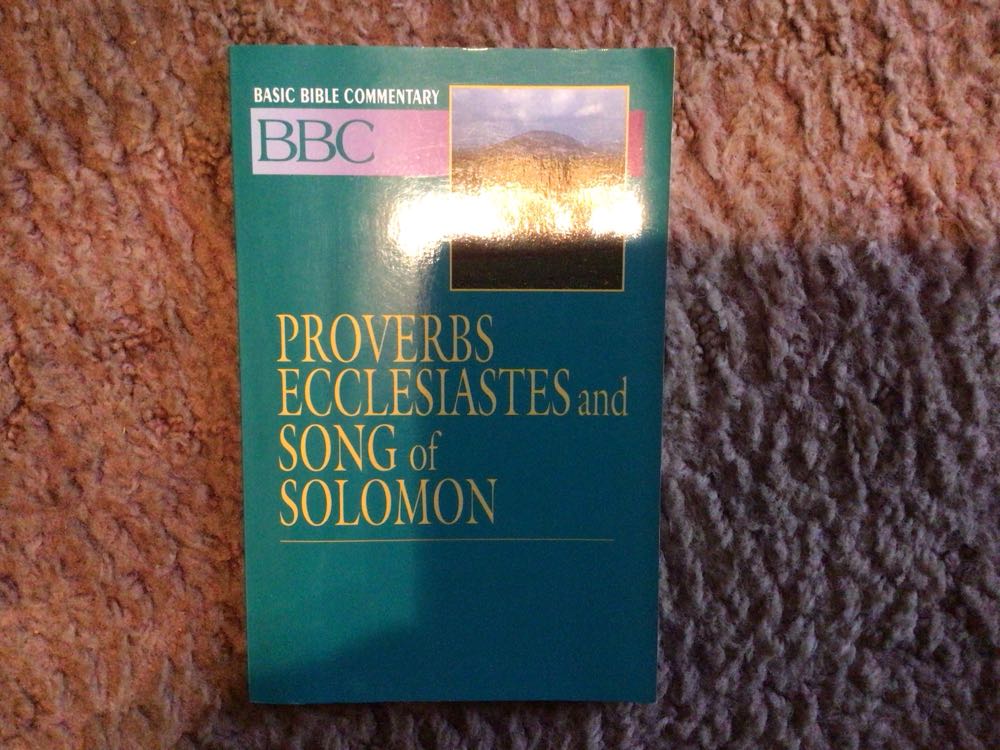 BASIC BIBLE COMMENTARY
BBC
PROVERBS
ECCLESIASTES and
SONG of
SOLOMON